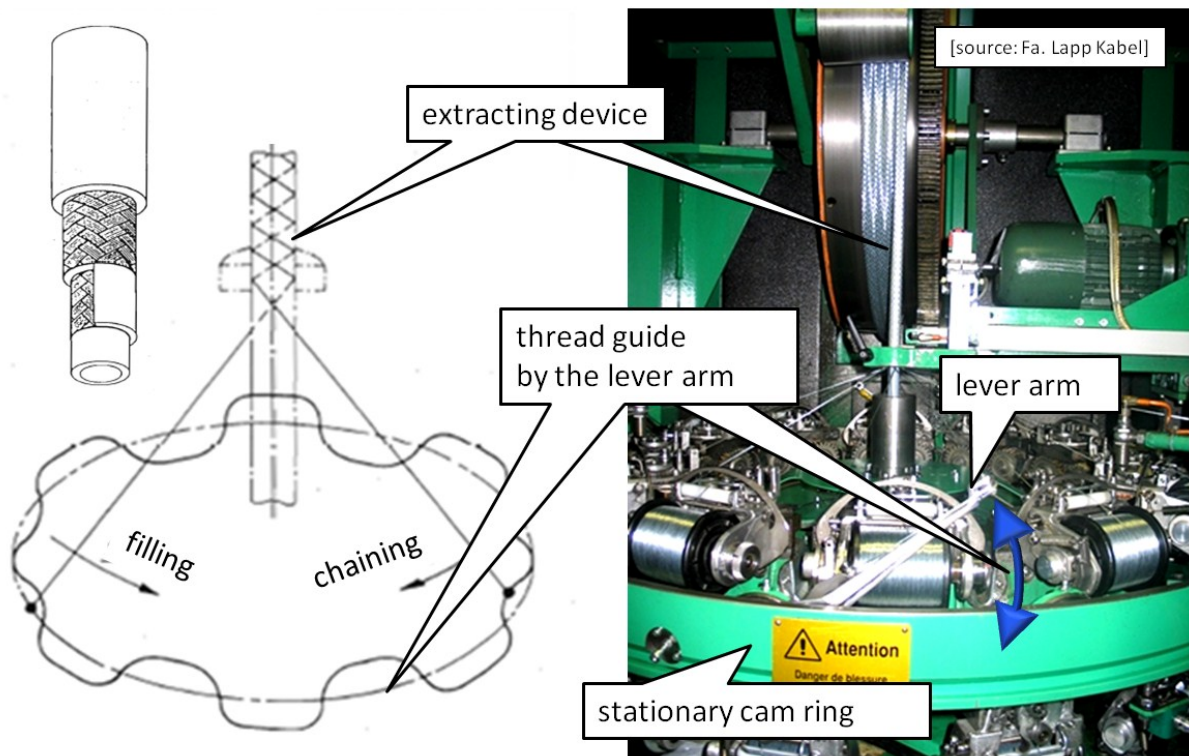 [source: Fa. Lapp Kabel]
extracting device
thread guide
by the lever arm
lever arm
filling
chaining
Attention
Danger de blessure
stationary cam ring